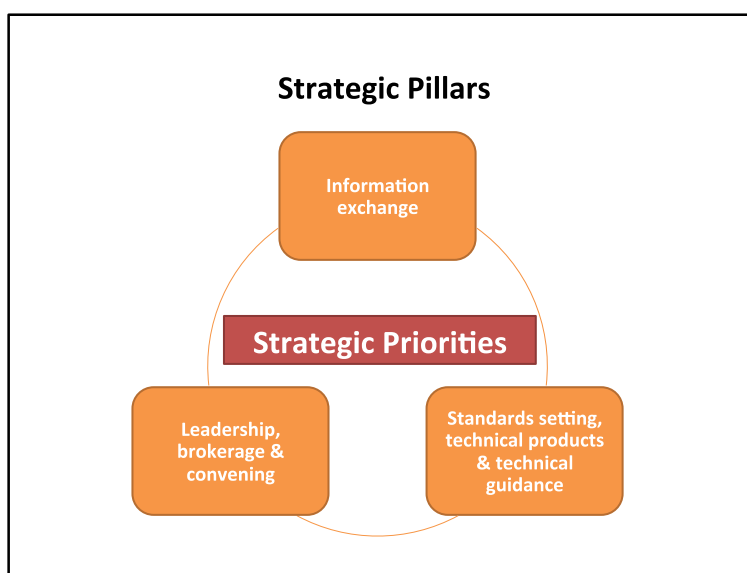 Strategic Pillars
Information
exchange
Strategic Priorities
Leadership,
brokerage &
convening
Standards setting,
technical products
& technical
guidance